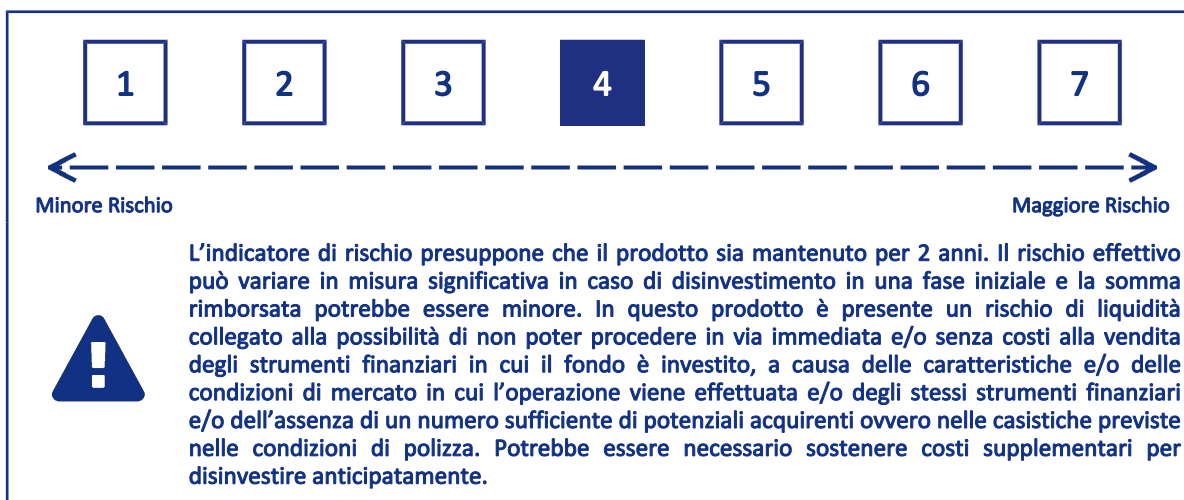 1 2 3 4 5 6 7
Minore Rischio Maggiore Rischio
L’indicatore di rischio presuppone che il prodotto sia mantenuto per 2 anni. Il rischio effettivo
può variare in misura significativa in caso di disinvestimento in una fase iniziale e la somma
rimborsata potrebbe essere minore. In questo prodotto è presente un rischio di liquidità
collegato alla possibilità di non poter procedere in via immediata e/o senza costi alla vendita
degli strumenti finanziari in cui il fondo è investito, a causa delle caratteristiche e/o delle
condizioni di mercato in cui l’operazione viene effettuata e/o degli stessi strumenti finanziari
e/o dell’assenza di un numero sufficiente di potenziali acquirenti ovvero nelle casistiche previste
nelle condizioni di polizza. Potrebbe essere necessario sostenere costi supplementari per
disinvestire anticipatamente.